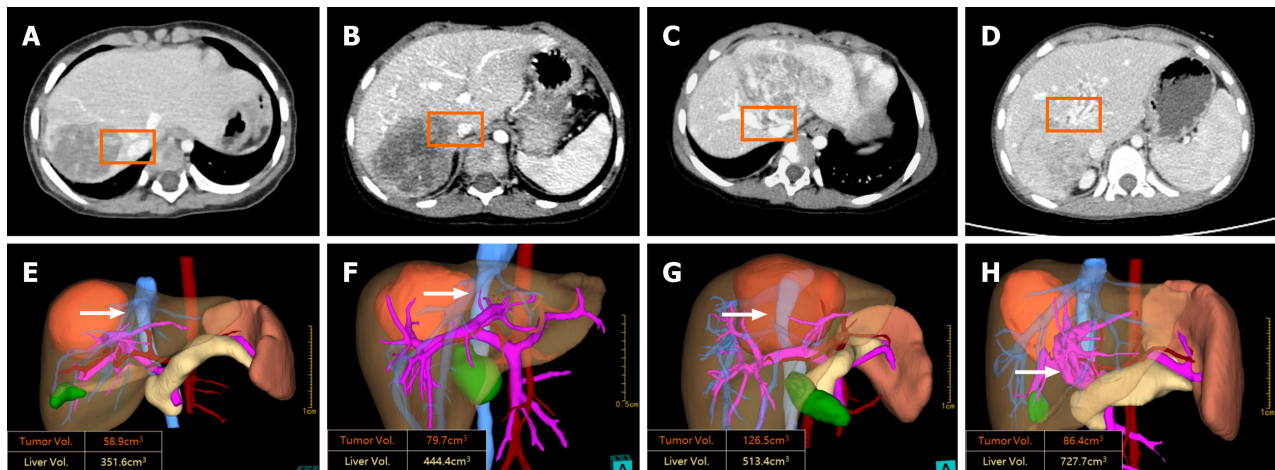 A
B
C
D
E
F
G
H
1cm
0.5cm
1cm
1cm
Tumor Vol. 58.9cm³
Liver Vol. 351.6cm³
Tumor Vol. 79.7cm³
Liver Vol. 444.4cm³
Tumor Vol. 126.5cm³
Liver Vol. 513.4cm³
Tumor Vol. 86.4cm³
Liver Vol. 727.7cm³
A
A